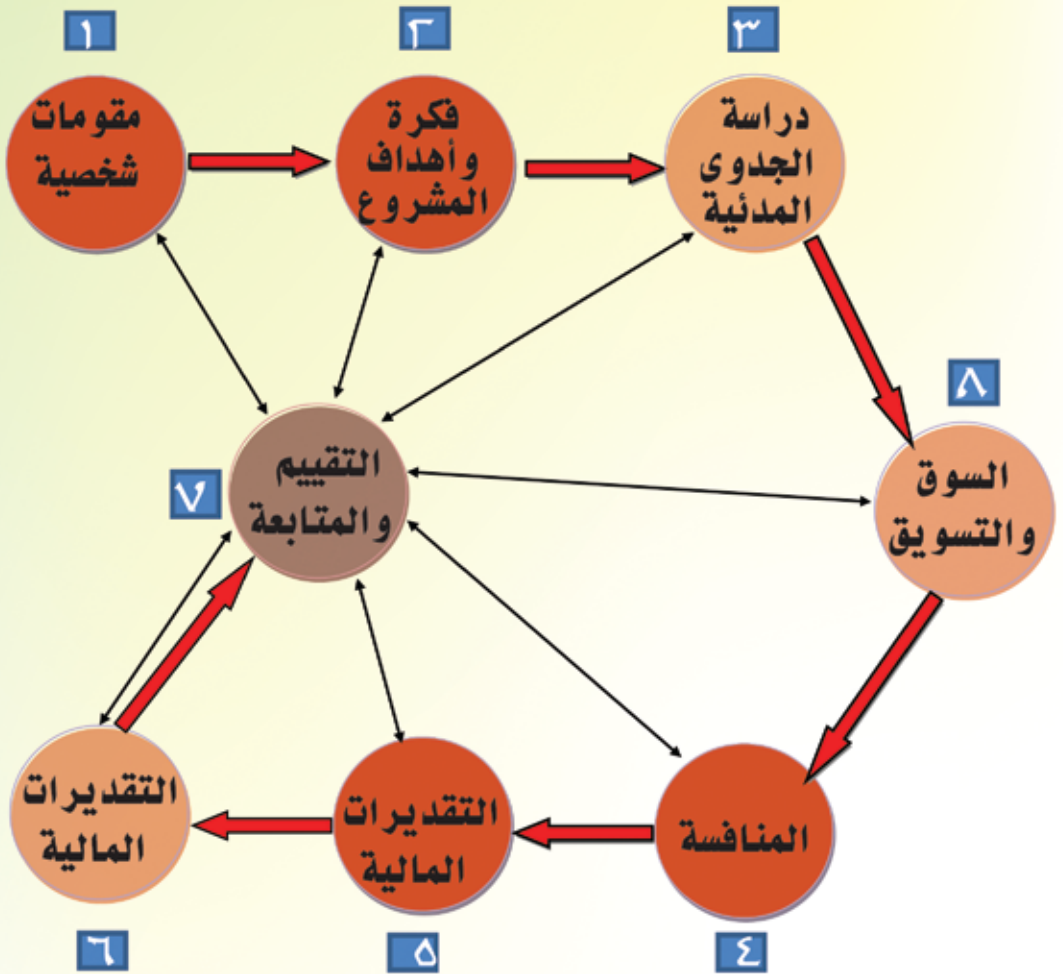 ١
مقومات
شخصية
٢
فكرة
وأهداف
المشروع
٣
دراسة
الجدوى
المدئية
٨
السوق
والتسويق
٧
التقييم
والمتابعة
المنافسة
٤
التقديرات
المالية
٥
التقديرات
المالية
٦